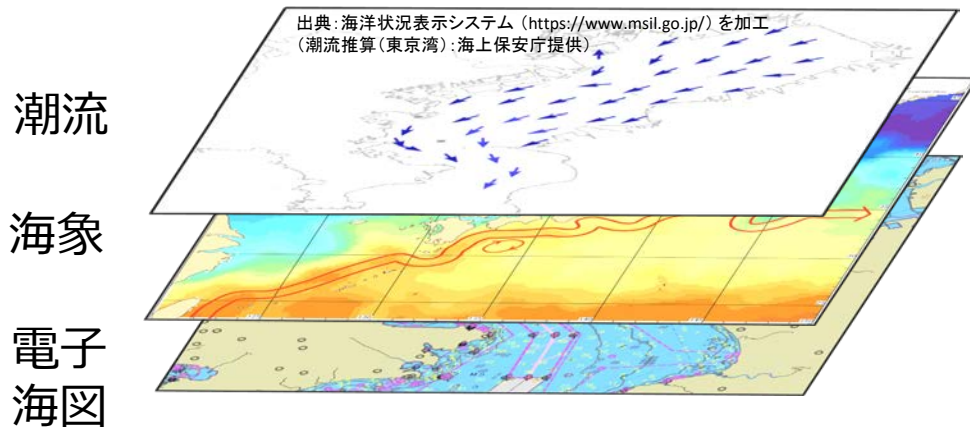 出典：海洋状況表示システム（https://www.msil.go.jp/）を加工
（潮流推算（東京湾）：海上保安庁提供）
潮流
海象
電子
海図